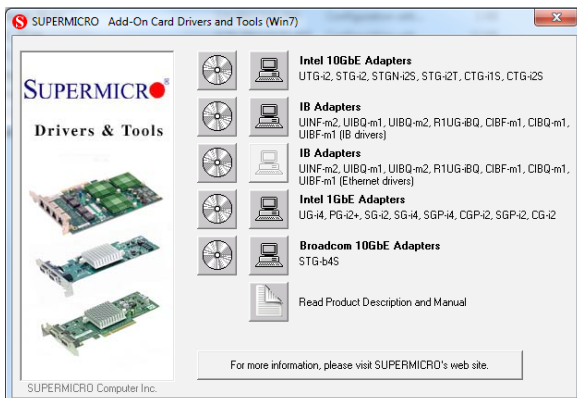 SUPERMICRO Add-On Card Drivers and Tools (Win7)
SUPERMICRO®
Drivers & Tools
Intel 10GbE Adapters
UTG-i2, STG-i2, STGN-i2S, STG-i2T, CTG-i1S, CTG-i2S
IB Adapters
UINF-m2, UIBQ-m1, UIBQ-m2, R1UG-iBQ, CIBF-m1, CIBQ-m1,
UIBF-m1 (IB drivers)
IB Adapters
UINF-m2, UIBQ-m1, UIBQ-m2, R1UG-iBQ, CIBF-m1, CIBQ-m1,
UIBF-m1 (Ethernet drivers)
Intel 1GbE Adapters
UG-i4, PG-i2+, SG-i2, SG-i4, SGP-i4, CGP-i2, SGP-i2, CG-i2
Broadcom 10GbE Adapters
STG-b4S
Read Product Description and Manual
For more information, please visit SUPERMICRO's web site.
SUPERMICRO Computer Inc.